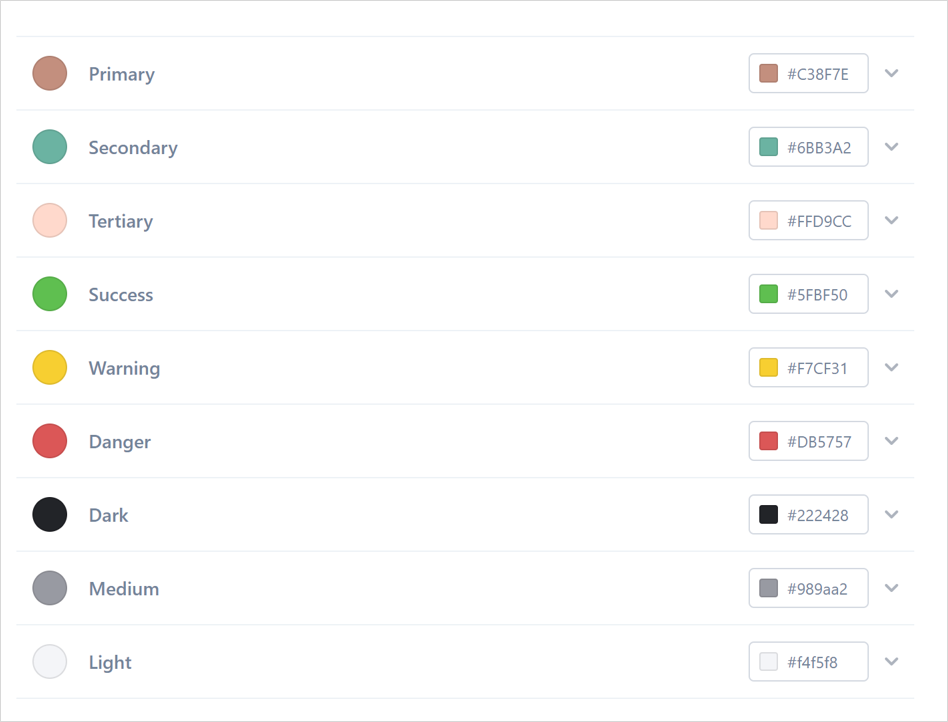 Primary #C38F7E
Secondary #6BB3A2
Tertiary #FFD9CC
Success #5FBF50
Warning #F7CF31
Danger #DB5757
Dark #222428
Medium #989aa2
Light #f4f5f8